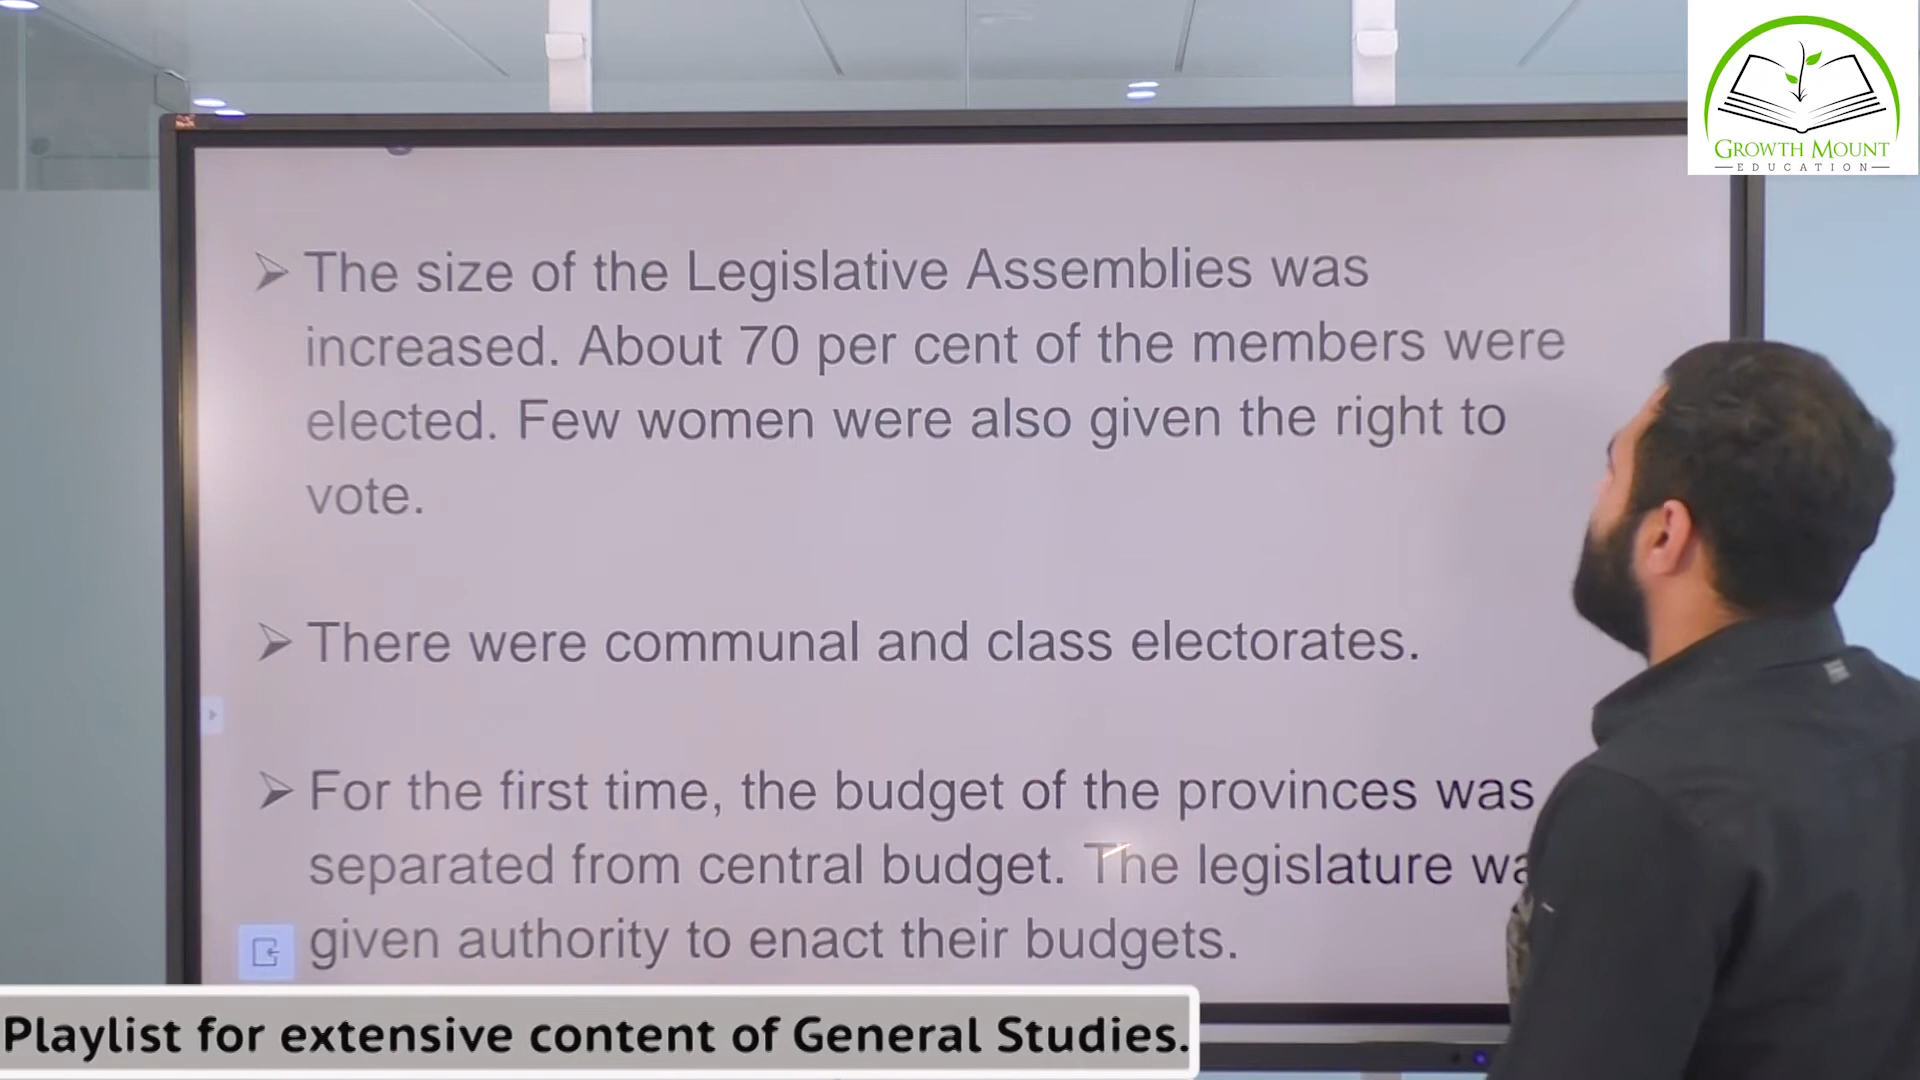 GROWTH MOUNT
EDUCATION
The size of the Legislative Assemblies was
increased. About 70 per cent of the members were
elected. Few women were also given the right to
vote.
There were communal and class electorates.
For the first time, the budget of the provinces was
separated from central budget. The legislature
given authority to enact their budgets.
Playlist for extensive content of General Studies.